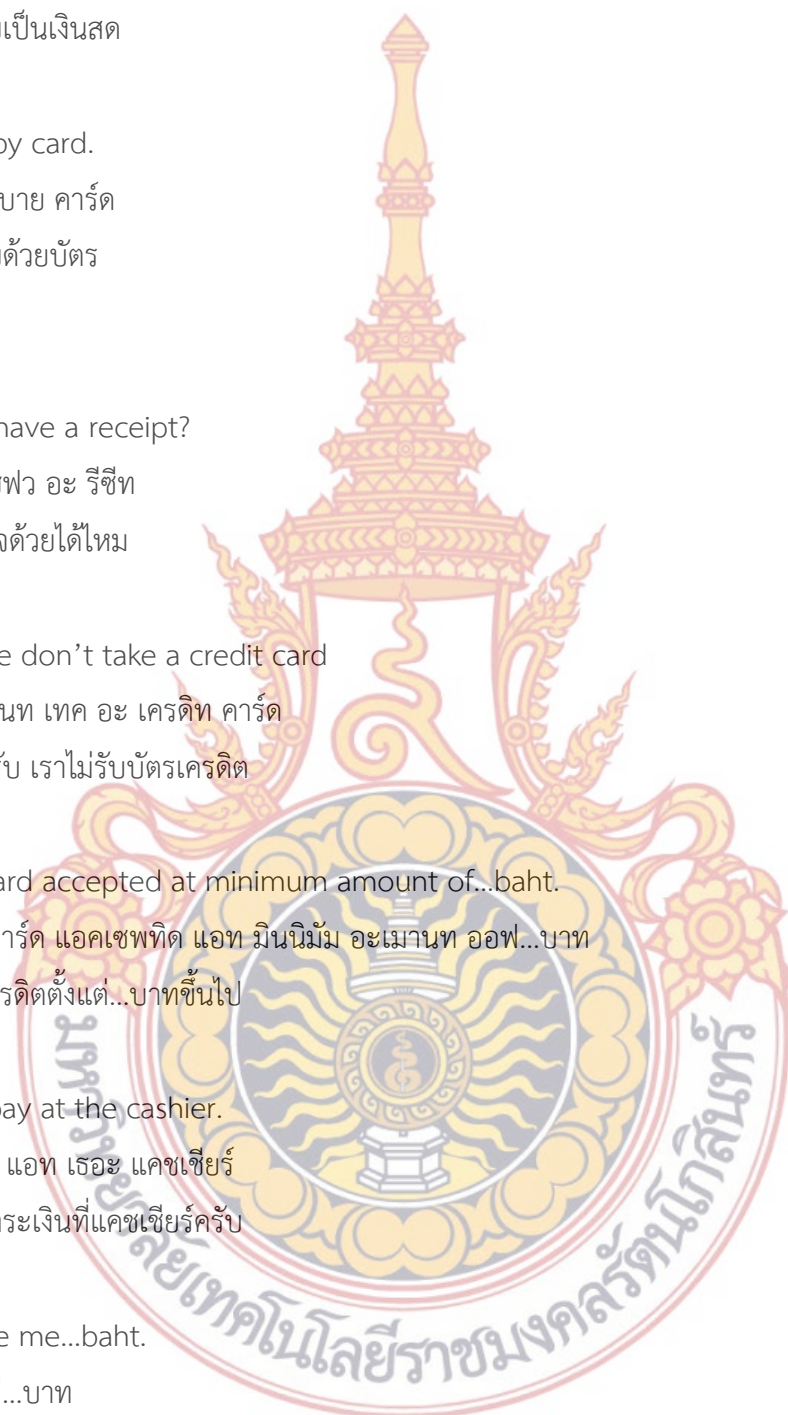 เป็นเงินสด
by card.
บาย คาร์ด
ด้วยบัตร
have a receipt?
ฟว อะ รีซีท
ด้วยได้ไหม
e don’t take a credit card
นท เทค อะ เครดิท คาร์ด
รับ เราไม่รับบัตรเครดิต
ard accepted at minimum amount of...baht.
าร์ด แอคเซพทิด แอท มินนิมัม อะเมานท ออฟ...บาท
รดิตตั้งแต่...บาทขึ้นไป
pay at the cashier.
แอท เธอะ แคชเชียร์
ำระเงินที่แคชเชียร์ครับ
e me...baht.
...บาท
มหาวิทยาลัยเทคโนโลยีราชมงคลรัตนโกสินทร์